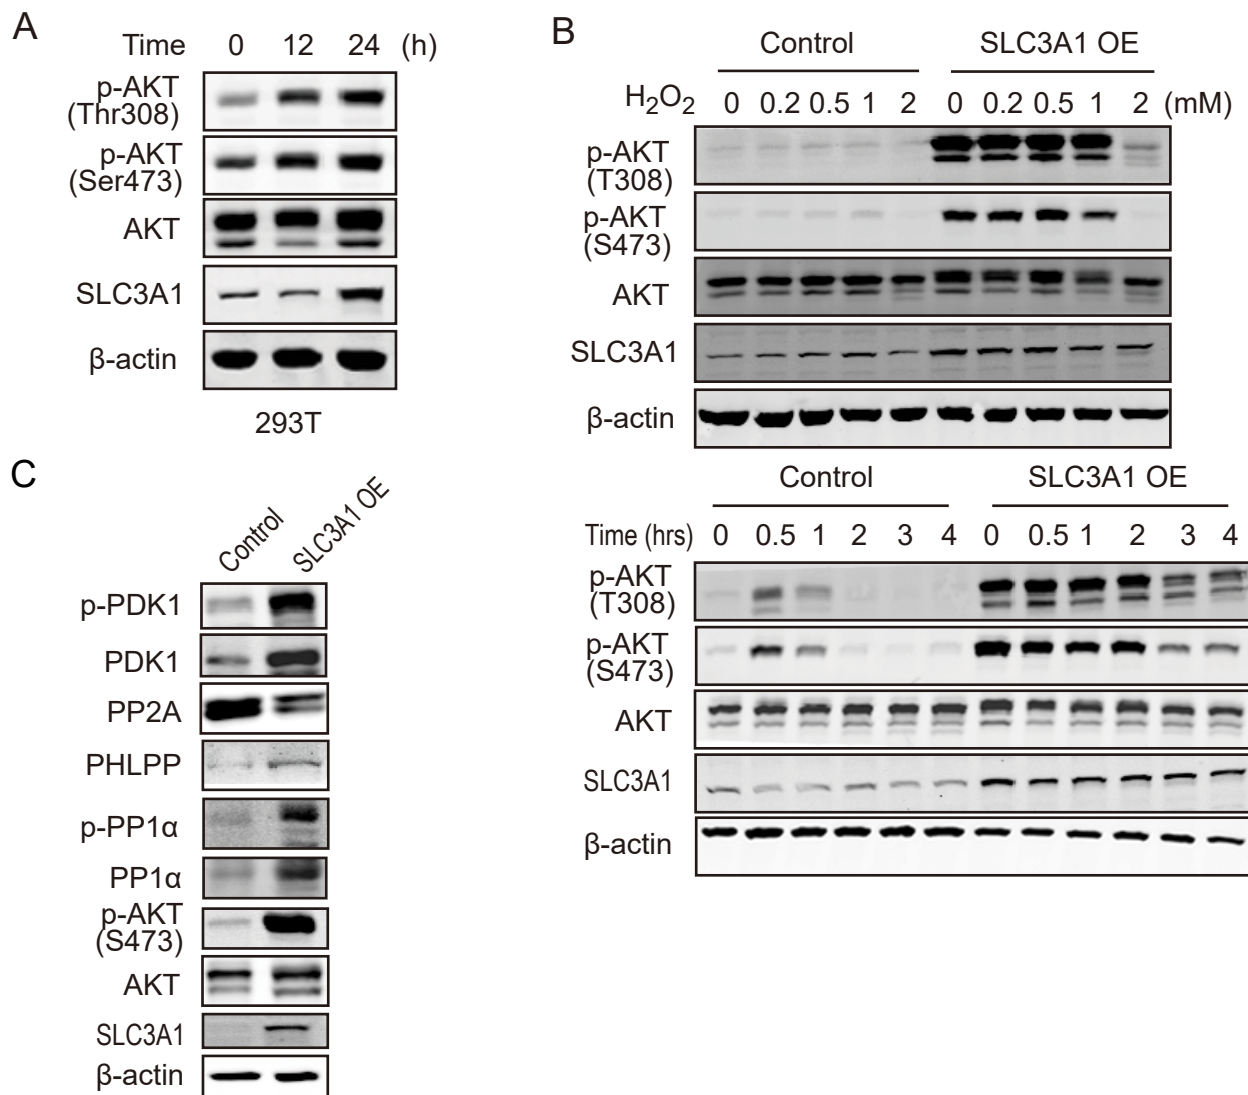 A
Time 0 12 24 (h)
p-AKT
(Thr308)
p-AKT
(Ser473)
AKT
SLC3A1
β-actin
293T
B
Control SLC3A1 OE
H₂O₂ 0 0.2 0.5 1 2 0 0.2 0.5 1 2 (mM)
p-AKT
(T308)
p-AKT
(S473)
AKT
SLC3A1
β-actin
Control SLC3A1 OE
Time (hrs) 0 0.5 1 2 3 4 0 0.5 1 2 3 4
p-AKT
(T308)
p-AKT
(S473)
AKT
SLC3A1
β-actin
C
Control SLC3A1 OE
p-PDK1
PDK1
PP2A
PHLPP
p-PP1α
PP1α
p-AKT
(S473)
AKT
SLC3A1
β-actin